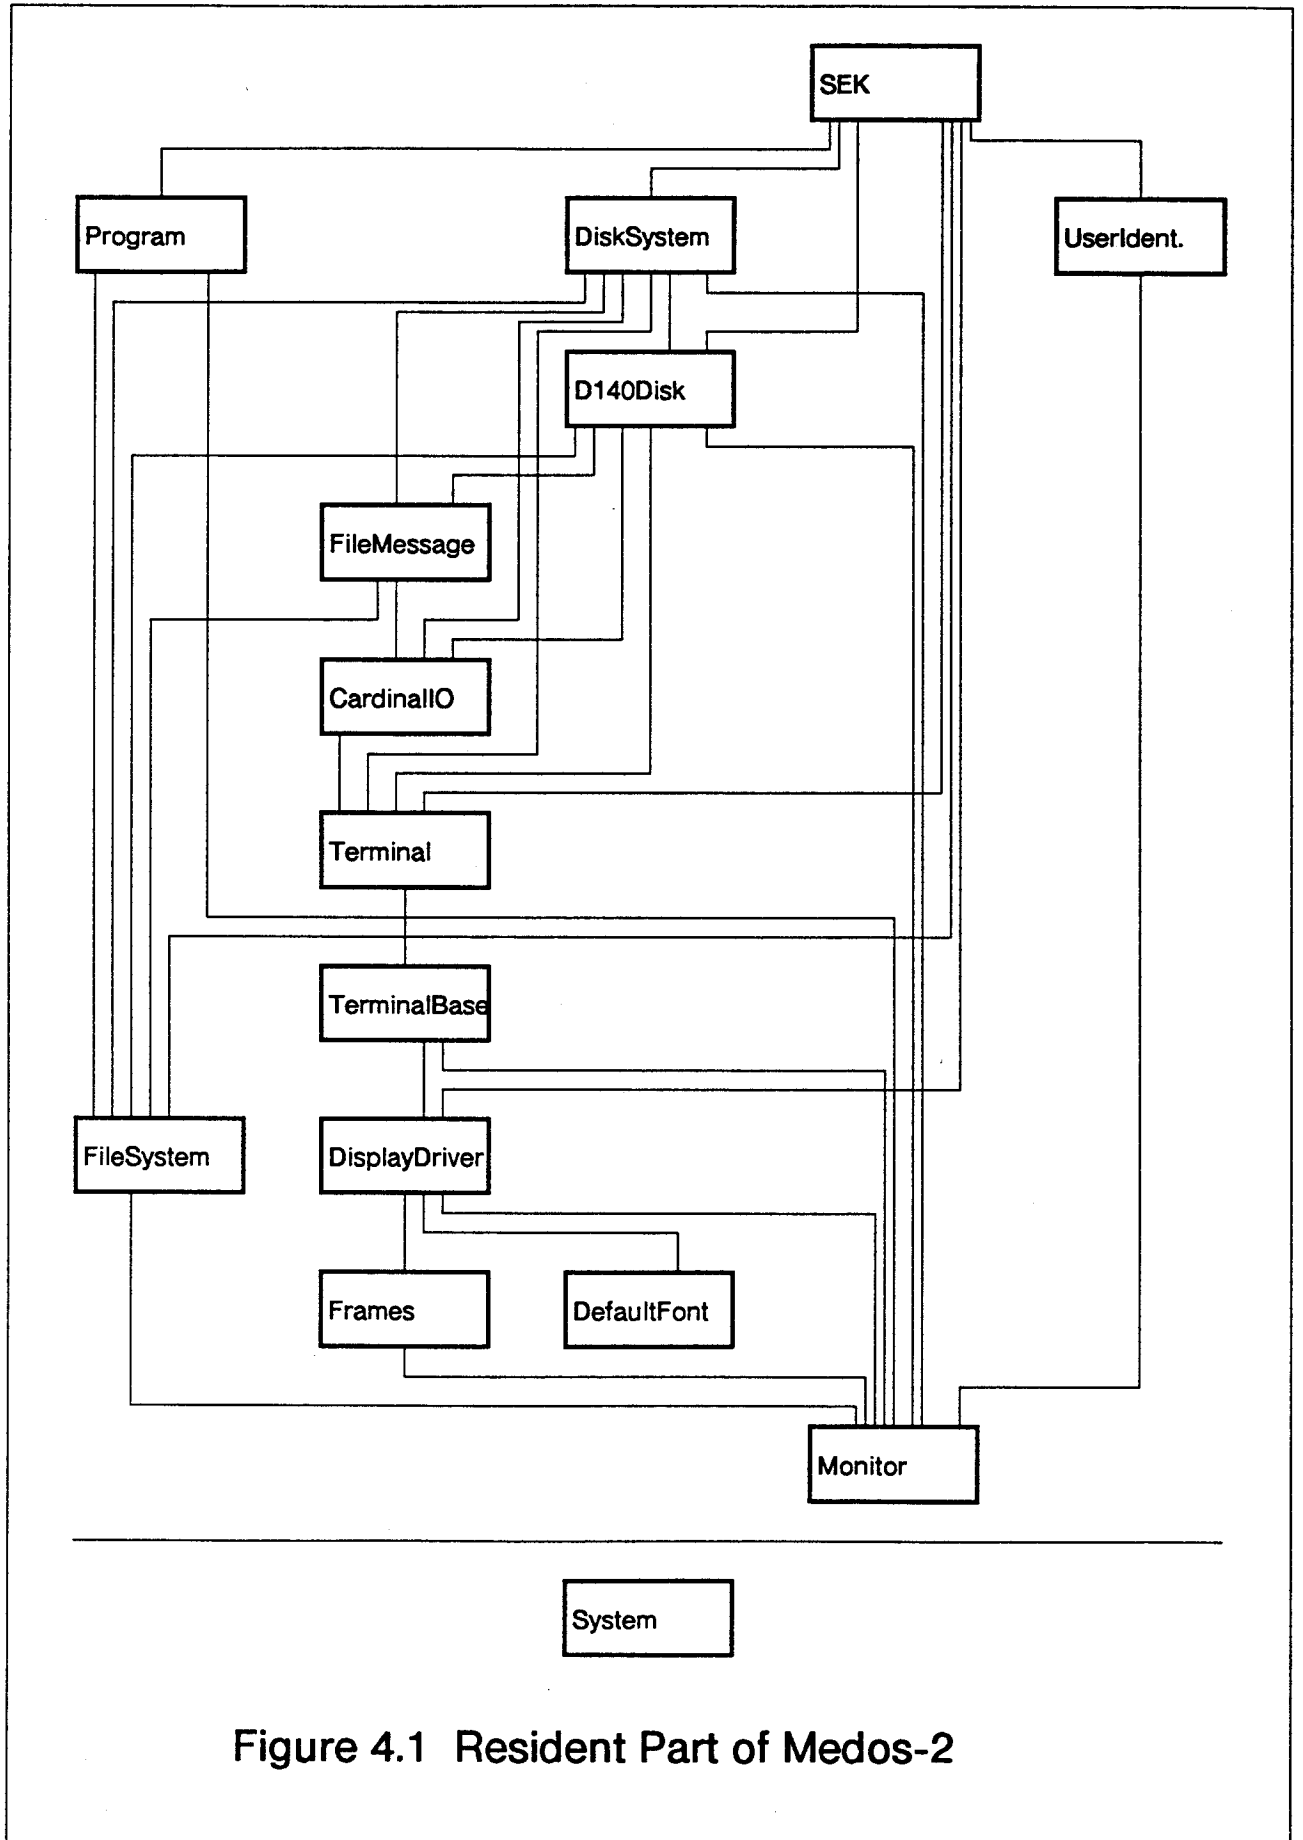 SEK
Program
DiskSystem
UserIdent.
D140Disk
FileMessage
CardinalIO
Terminal
TerminalBase
FileSystem
DisplayDriver
Frames
DefaultFont
Monitor
System
Figure 4.1 Resident Part of Medos-2